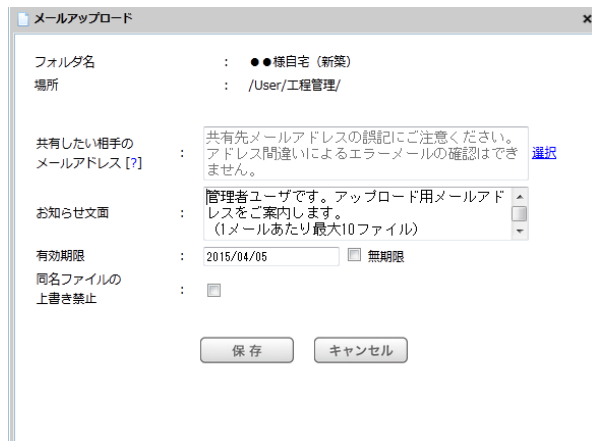 メールアップロード
フォルダ名 : ●●様自宅（新築）
場所 : /User/工程管理/
共有したい相手の
メールアドレス [?] :
共有先メールアドレスの誤記にご注意ください。
アドレス間違いによるエラーメールの確認はでき
ません。
選択
お知らせ文面 :
管理者ユーザです。アップロード用メールアド
レスをご案内します。
（1メールあたり最大10ファイル）
有効期限 : 2015/04/05 無期限
同名ファイルの
上書き禁止 :
保存 キャンセル